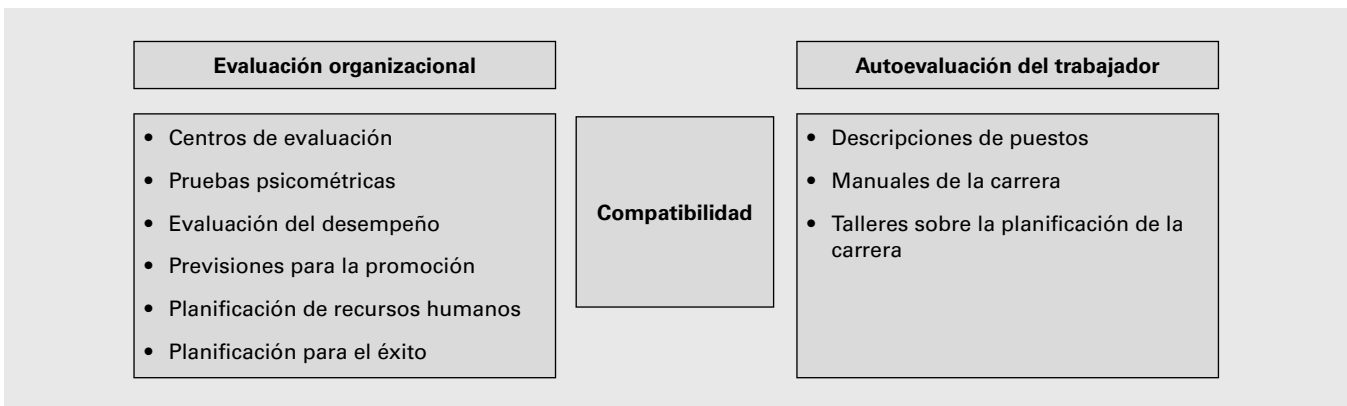 Evaluación organizacional
• Centros de evaluación
• Pruebas psicométricas
• Evaluación del desempeño
• Previsiones para la promoción
• Planificación de recursos humanos
• Planificación para el éxito
Compatibilidad
Autoevaluación del trabajador
• Descripciones de puestos
• Manuales de la carrera
• Talleres sobre la planificación de la
carrera